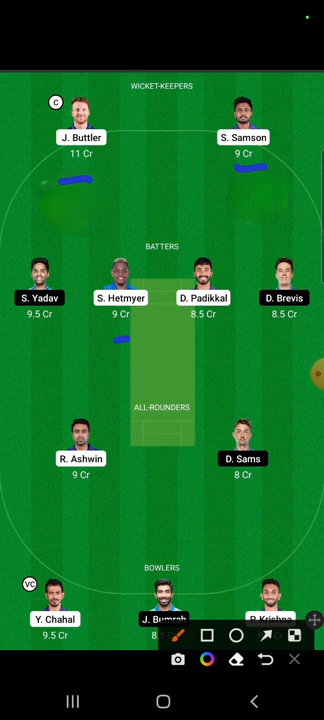 WICKET-KEEPERS
C
J. Buttler
S. Samson
11 Cr
9 Cr
BATTERS
S. Yadav
S. Hetmyer
D. Padikkal
D. Brevis
9.5 Cr
9 Cr
8.5 Cr
8.5 Cr
ALL-ROUNDERS
R. Ashwin
D. Sams
9 Cr
8 Cr
BOWLERS
VC
Y. Chahal
J. Bumrah
P. Krishna
9.5 Cr